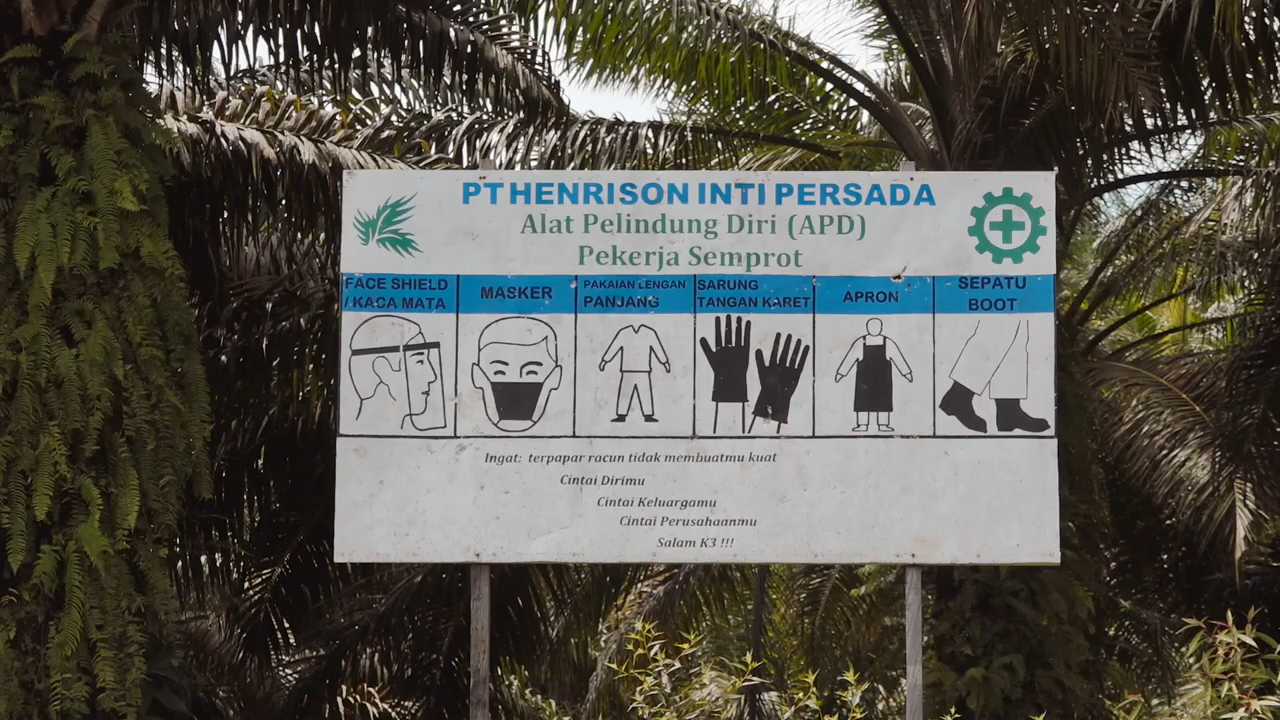 PT HENRISON INTI PERSADA
Alat Pelindung Diri (APD)
Pekerja Semprot
FACE SHIELD
/ KACA MATA
MASKER
PAKAIAN LENGAN
PANJANG
SARUNG
TANGAN KARET
APRON
SEPATU
BOOT
Ingat: terpapar racun tidak membuatmu kuat
Cintai Dirimu
Cintai Keluargamu
Cintai Perusahaanmu
Salam K3 !!!